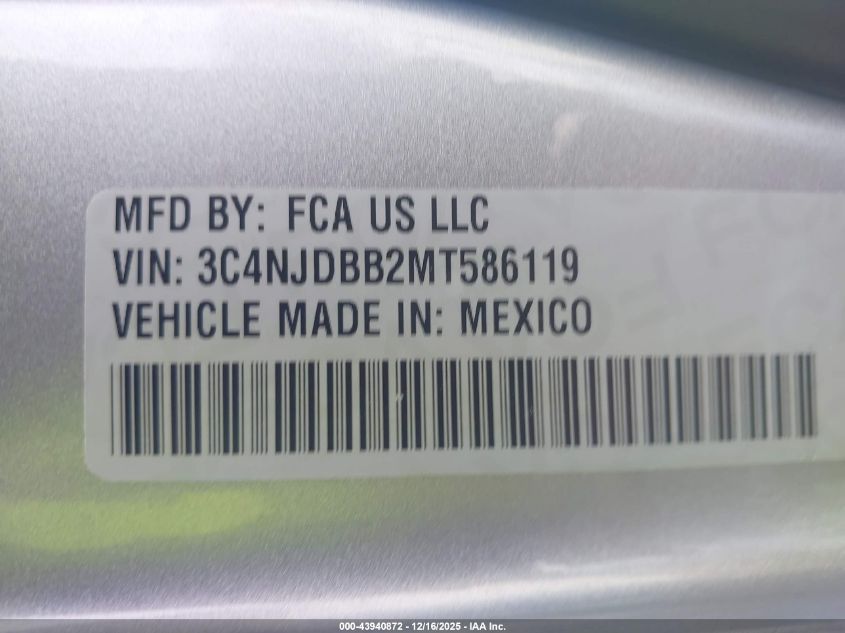 MFD BY: FCA US LLC
VIN: 3C4NJDBB2MT586119
VEHICLE MADE IN: MEXICO
000-43940872 - 12/16/2025 - IAA Inc.